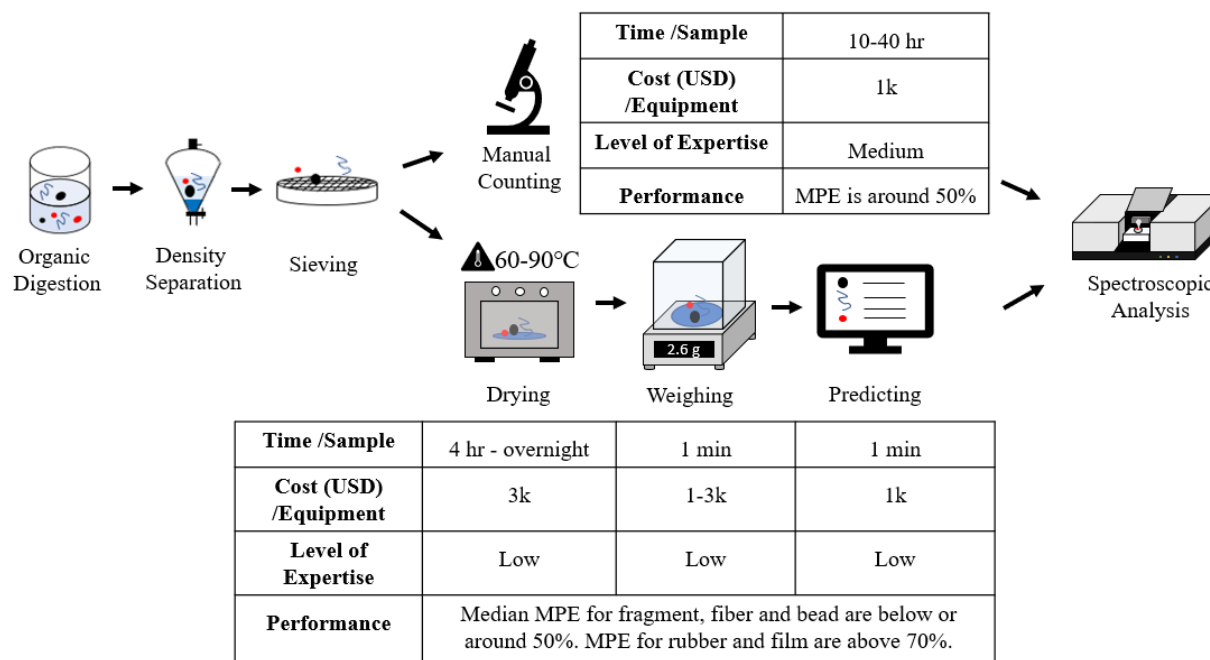 Time /Sample
10-40 hr
Cost (USD)
/Equipment
1k
Level of Expertise
Medium
Performance
MPE is around 50%
Manual
Counting
Organic
Digestion
Density
Separation
Sieving
60-90°C
2.6 g
Drying
Weighing
Predicting
Spectroscopic
Analysis
Time /Sample
4 hr - overnight
1 min
1 min
Cost (USD)
/Equipment
3k
1-3k
1k
Level of
Expertise
Low
Low
Low
Performance
Median MPE for fragment, fiber and bead are below or
around 50%. MPE for rubber and film are above 70%.